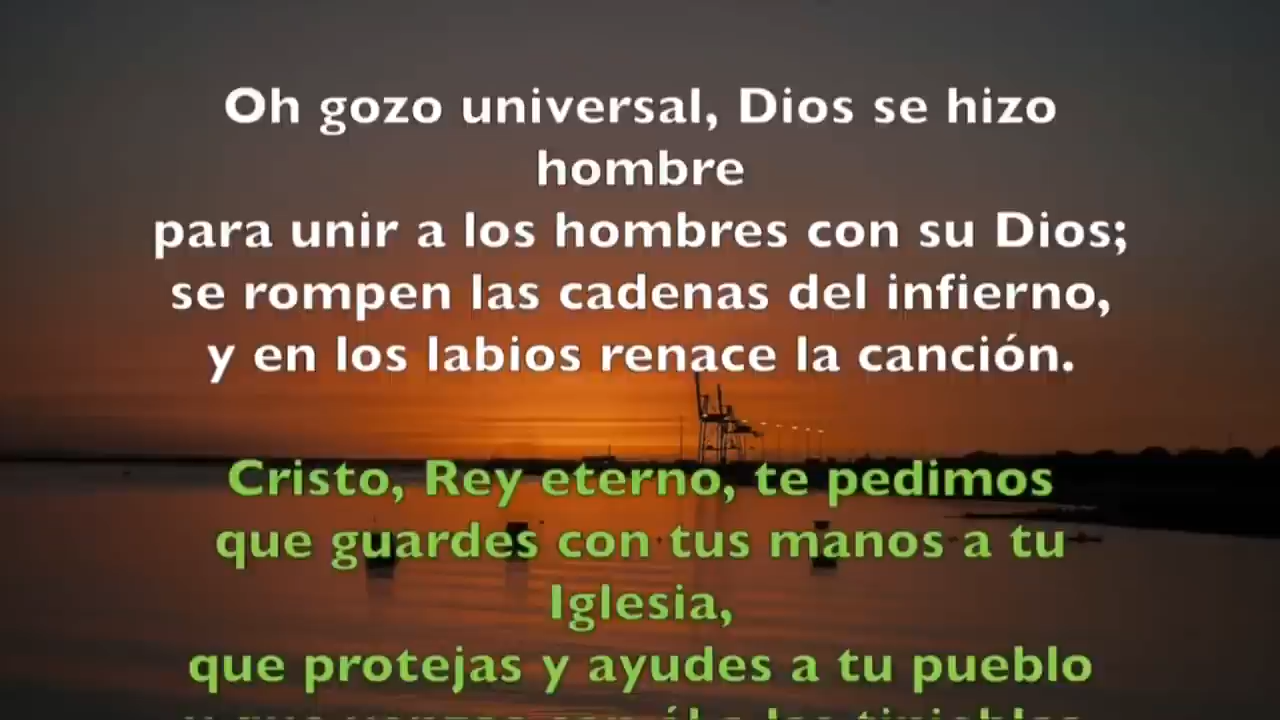 Oh gozo universal, Dios se hizo
hombre
para unir a los hombres con su Dios;
se rompen las cadenas del infierno,
y en los labios renace la canción.
Cristo, Rey eterno, te pedimos
que guardes con tus manos a tu
Iglesia,
que protejas y ayudes a tu pueblo